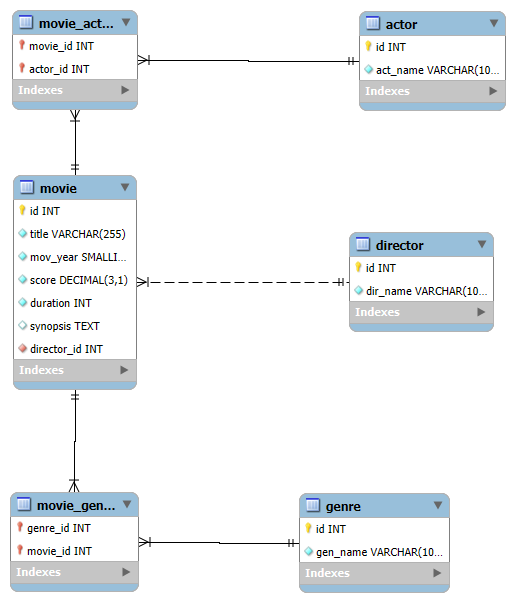 movie_act...
movie_id INT
actor_id INT
Indexes
actor
id INT
act_name VARCHAR(10...
Indexes
movie
id INT
title VARCHAR(255)
mov_year SMALLI...
score DECIMAL(3,1)
duration INT
synopsis TEXT
director_id INT
Indexes
director
id INT
dir_name VARCHAR(10...
Indexes
movie_gen...
genre_id INT
movie_id INT
Indexes
genre
id INT
gen_name VARCHAR(10...
Indexes